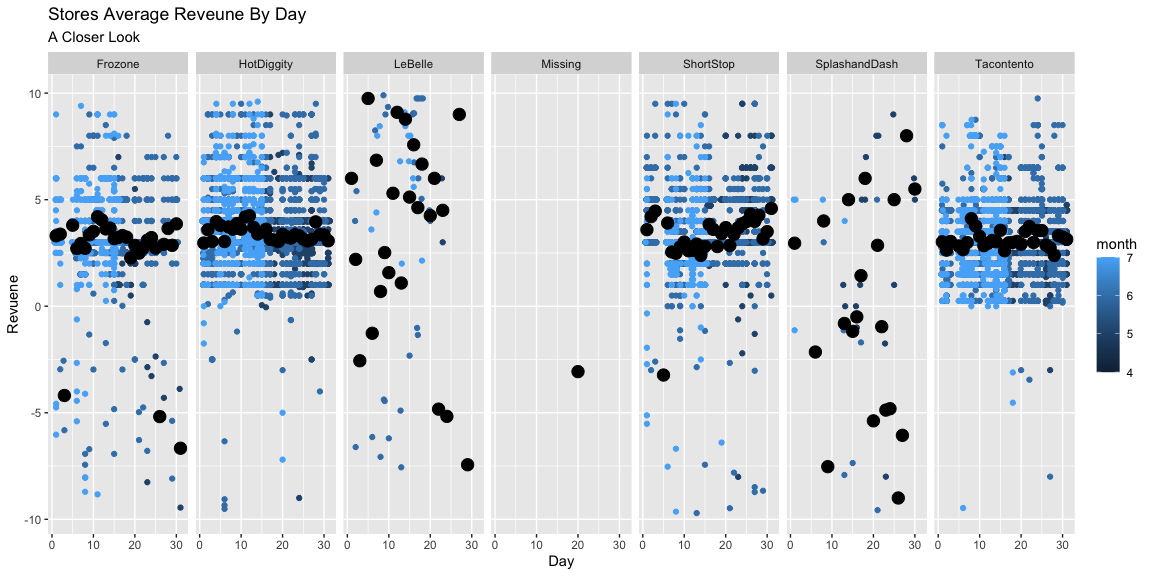 Stores Average Reveune By Day
A Closer Look
Frozone HotDiggity LeBelle Missing ShortStop SplashandDash Tacontento
10
5
0
-5
-10
Revuene
0 10 20 30 0 10 20 30 0 10 20 30 0 10 20 30 0 10 20 30 0 10 20 30 0 10 20 30
Day
month
7
6
5
4